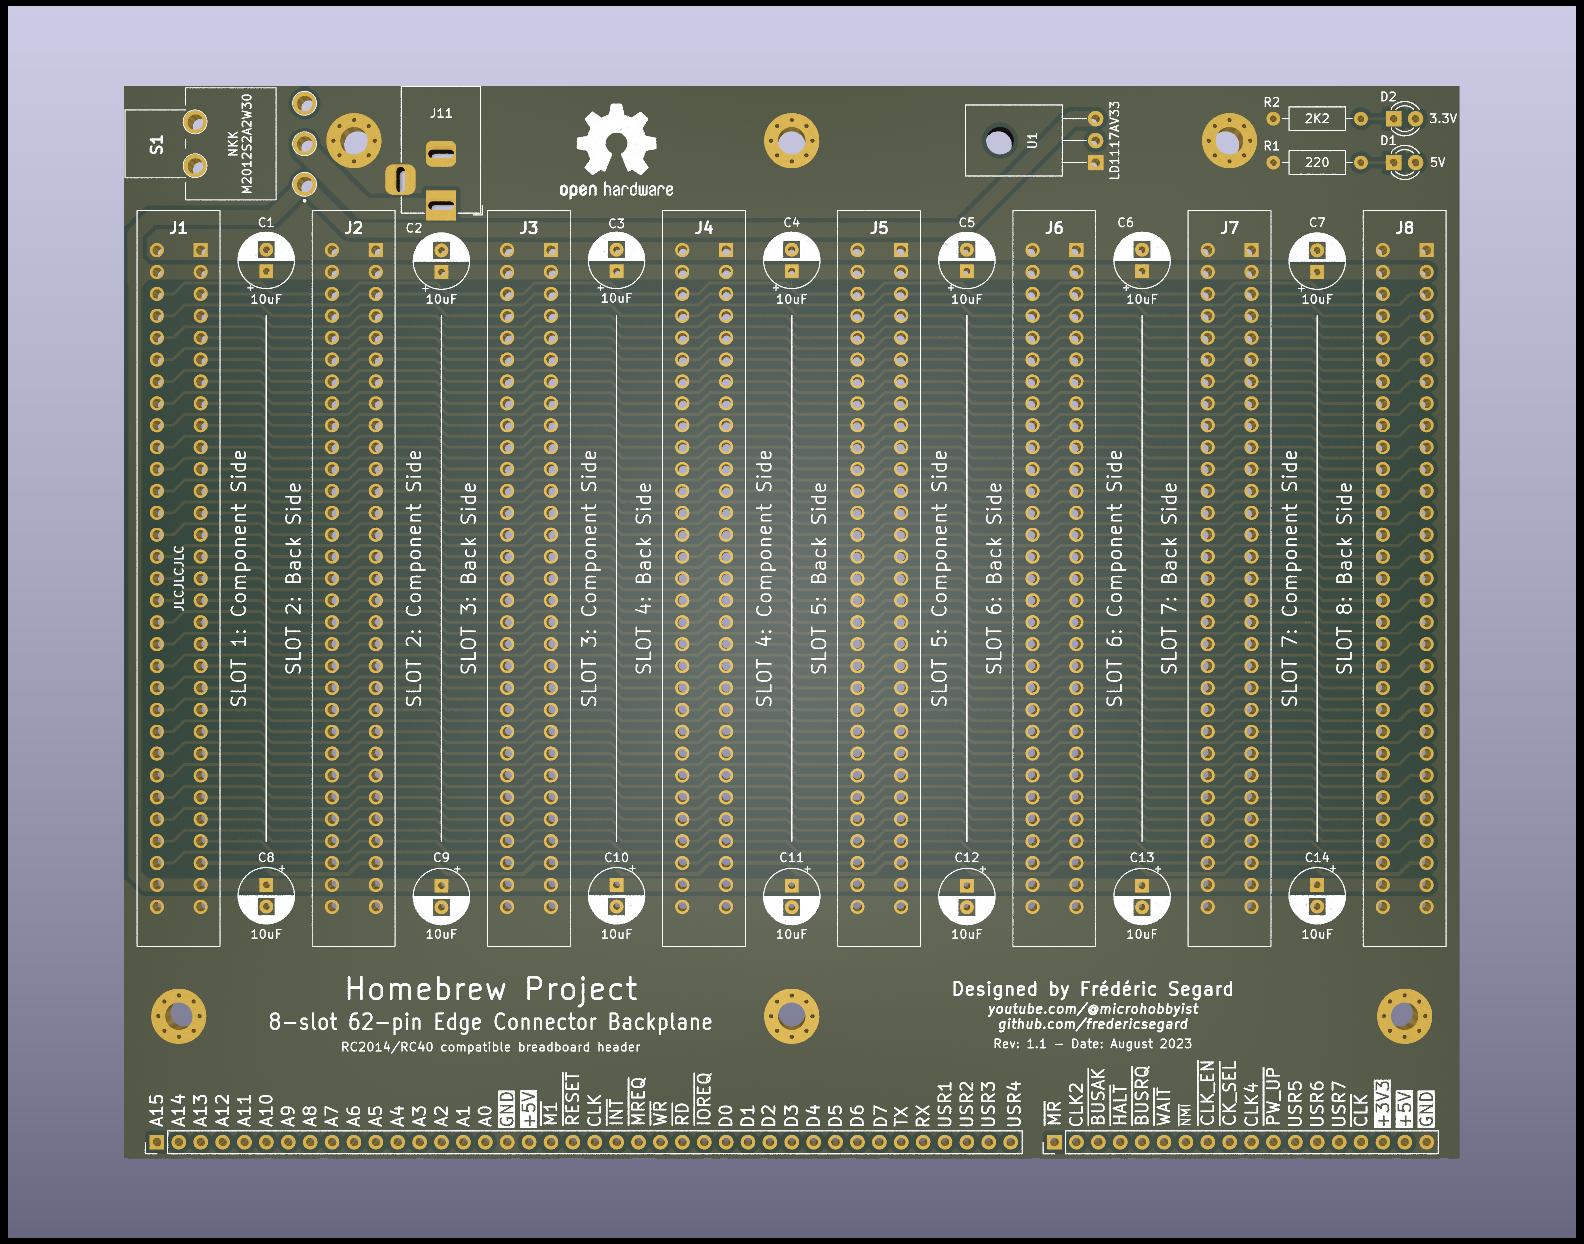 S1
NKK
M2012S2A2W30
J11
open hardware
U1
LD1117AV33
R2
2K2
D2
3.3V
R1
220
D1
5V
J1
C1
J2
C2
J3
C3
J4
C4
J5
C5
J6
C6
J7
C7
J8
+
10uF
+
10uF
+
10uF
+
10uF
+
10uF
+
10uF
+
10uF
JLCJLCJLC
SLOT 1: Component Side
SLOT 2: Back Side
SLOT 2: Component Side
SLOT 3: Back Side
SLOT 3: Component Side
SLOT 4: Back Side
SLOT 4: Component Side
SLOT 5: Back Side
SLOT 5: Component Side
SLOT 6: Back Side
SLOT 6: Component Side
SLOT 7: Back Side
SLOT 7: Component Side
SLOT 8: Back Side
C8
+
C9
+
C10
+
C11
+
C12
+
C13
+
C14
+
10uF
10uF
10uF
10uF
10uF
10uF
10uF
Homebrew Project
8-slot 62-pin Edge Connector Backplane
RC2014/RC40 compatible breadboard header
Designed by Frédéric Segard
youtube.com/@microhobbyist
github.com/fredericsegard
Rev: 1.1 - Date: August 2023
A15
A14
A13
A12
A11
A10
A9
A8
A7
A6
A5
A4
A3
A2
A1
A0
GND
+5V
M1
RESET
CLK
INT
MREQ
WR
RD
IOREQ
D0
D1
D2
D3
D4
D5
D6
D7
TX
RX
USR1
USR2
USR3
USR4
MR
CLK2
BUSAK
HALT
BUSRQ
WAIT
NMI
CLK_EN
CK_SEL
CLK4
PW_UP
USR5
USR6
USR7
CLK
+3V3
+5V
GND